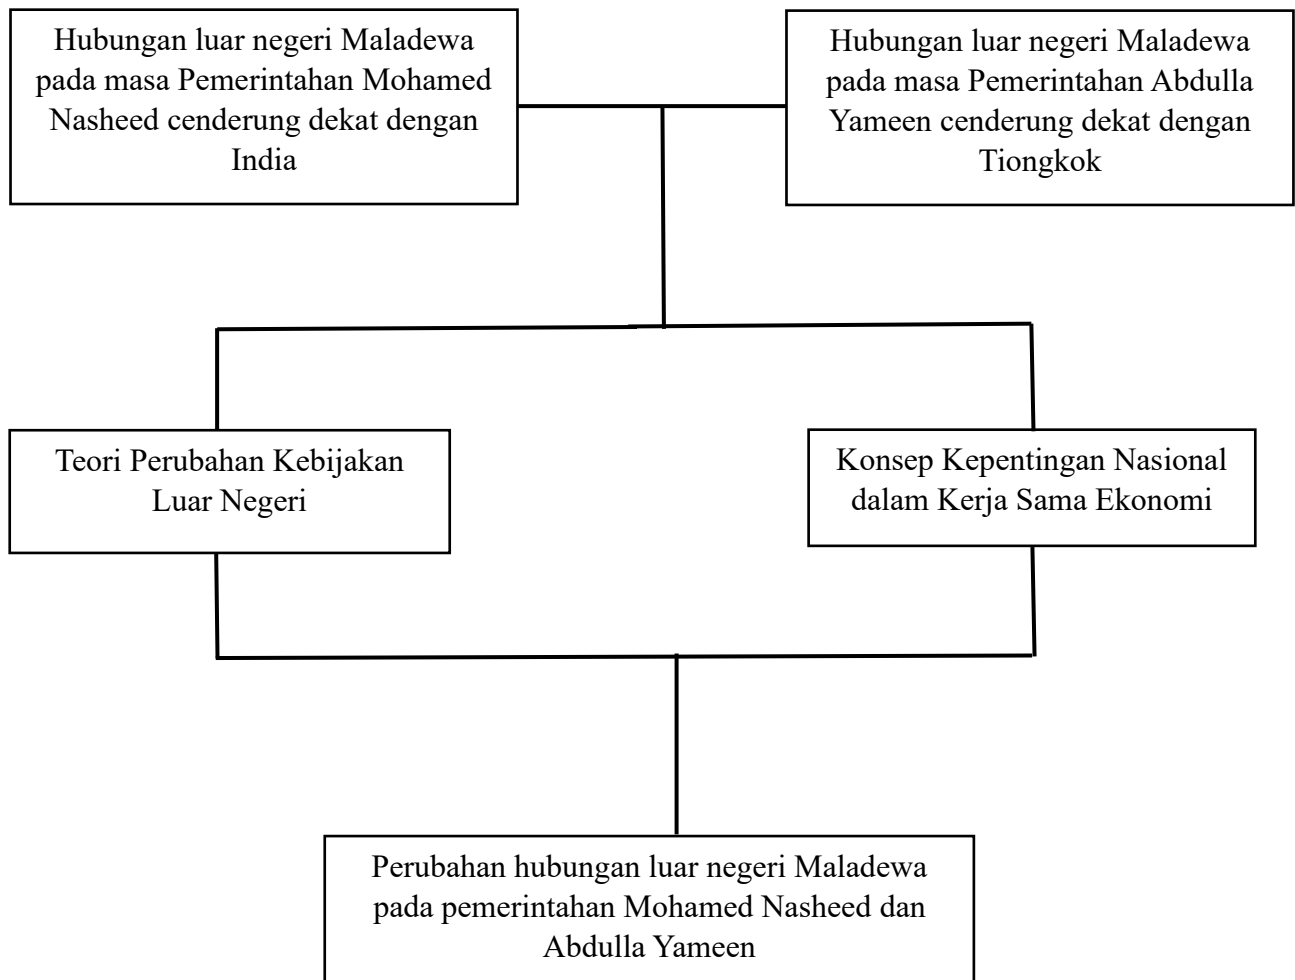 Hubungan luar negeri Maladewa
pada masa Pemerintahan Mohamed
Nasheed cenderung dekat dengan
India
Hubungan luar negeri Maladewa
pada masa Pemerintahan Abdulla
Yameen cenderung dekat dengan
Tiongkok
Teori Perubahan Kebijakan
Luar Negeri
Konsep Kepentingan Nasional
dalam Kerja Sama Ekonomi
Perubahan hubungan luar negeri Maladewa
pada pemerintahan Mohamed Nasheed dan
Abdulla Yameen